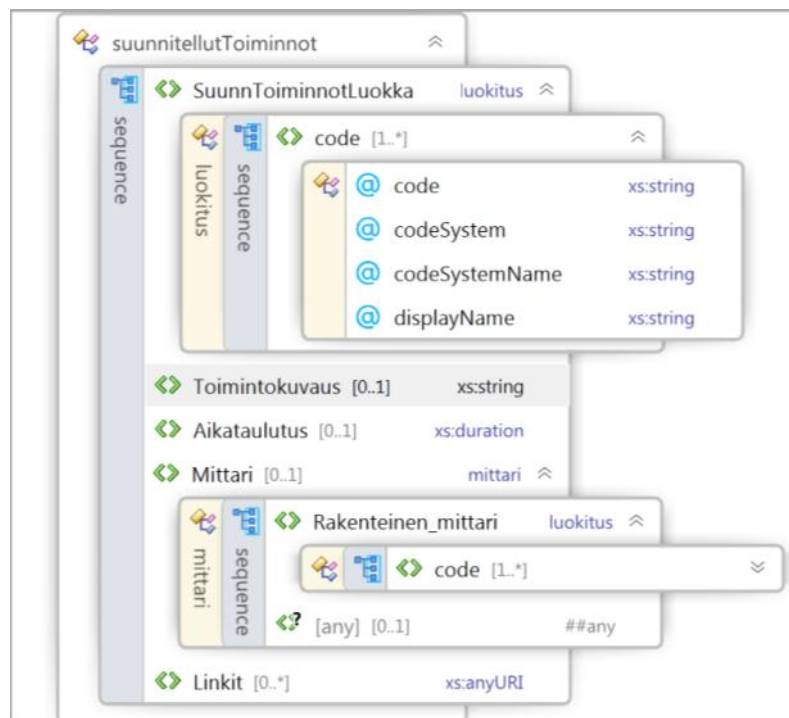 suunnitellutToiminnot
sequence
SuunnToiminnotLuokka luokitus
luokitus
sequence
code [1..*]
@ code xs:string
@ codeSystem xs:string
@ codeSystemName xs:string
@ displayName xs:string
Toimintokuvaus [0..1] xs:string
Aikataulutus [0..1] xs:duration
Mittari [0..1] mittari
mittari
sequence
Rakenteinen_mittari luokitus
code [1..*]
[any] [0..1] ##any
Linkit [0..*] xs:anyURI